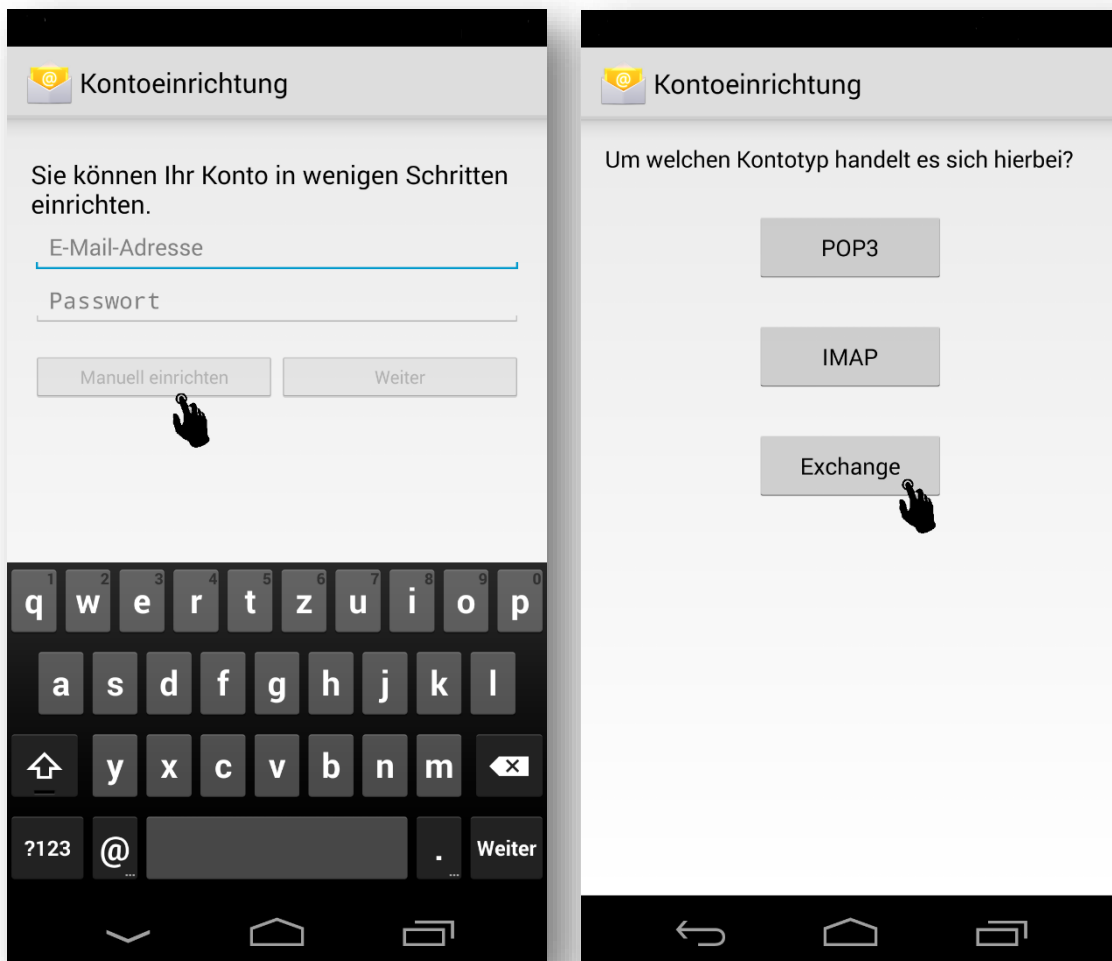 Kontoeinrichtung
Sie können Ihr Konto in wenigen Schritten
einrichten.
E-Mail-Adresse
Passwort
Manuell einrichten Weiter
1 2 3 4 5 6 7 8 9 0
q w e r t z u i o p
a s d f g h j k l
y x c v b n m
?123 @ . Weiter
Kontoeinrichtung
Um welchen Kontotyp handelt es sich hierbei?
POP3
IMAP
Exchange